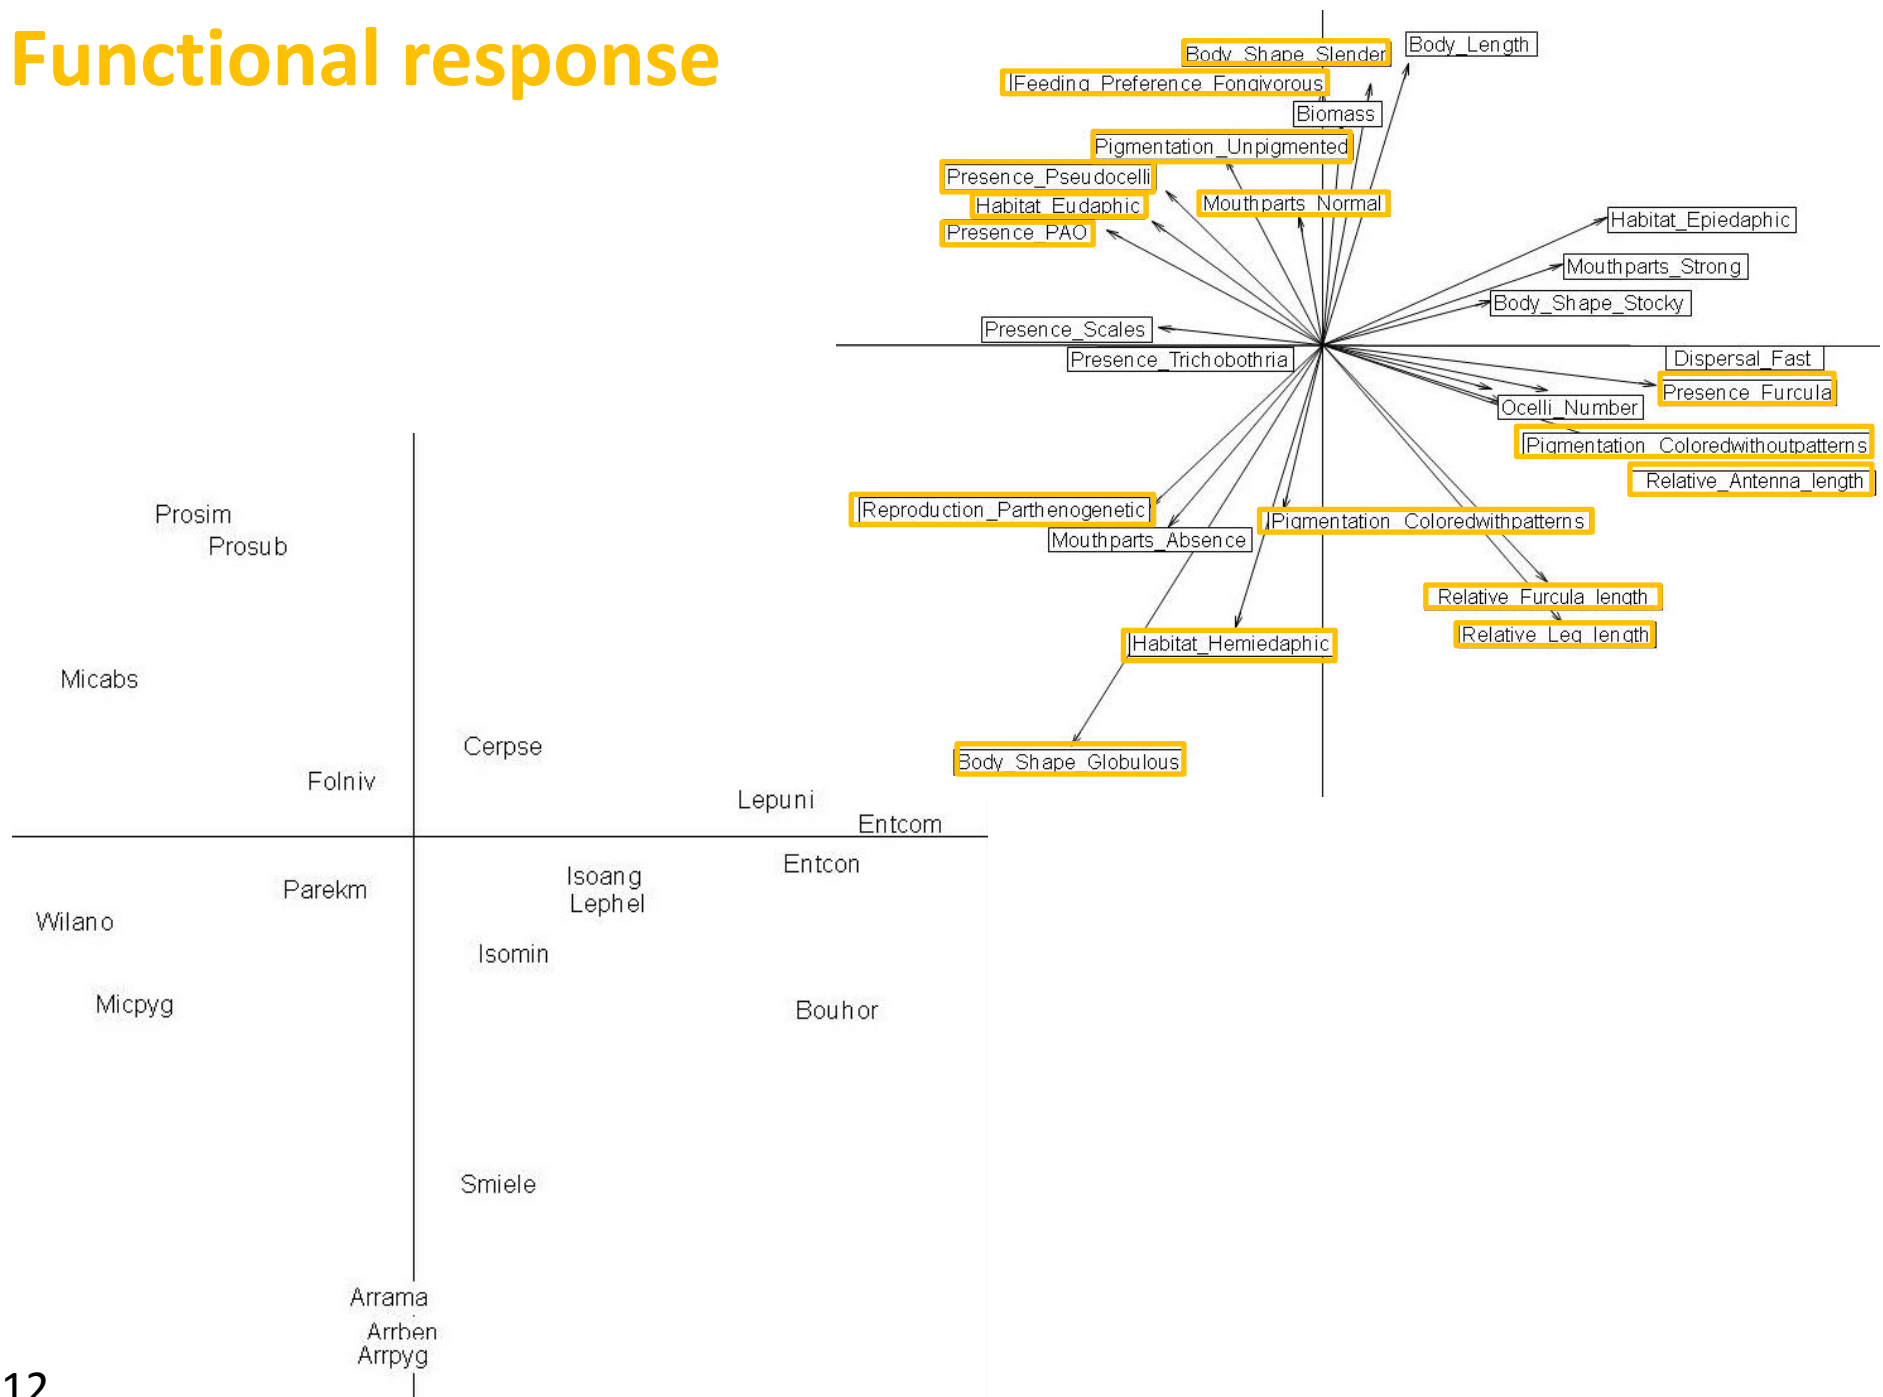 Functional response
Body_Length
Body_Shape_Slender
Feeding_Preference_Fongivorous
Biomass
Pigmentation_Unpigmented
Presence_Pseudocelli
Habitat_Eudaphic
Mouthparts_Normal
Presence_PAO
Habitat_Epiedaphic
Mouthparts_Strong
Body_Shape_Stocky
Presence_Scales
Presence_Trichobothria
Dispersal_Fast
Presence_Furcula
Ocelli_Number
Pigmentation_Coloredwithoutpatterns
Relative_Antenna_length
Reproduction_Parthenogenetic
Pigmentation_Coloredwithpatterns
Mouthparts_Absence
Relative_Furcula_length
Relative_Leg_length
Habitat_Hemiedaphic
Body_Shape_Globulous
Prosim
Prosub
Micabs
Cerpse
Folniv
Lepuni
Entcom
Entcon
Isoang
Parekm
Lephel
Wilano
Isomin
Micpyg
Bouhor
Smiele
Arrama
Arrben
Arrpyg
12